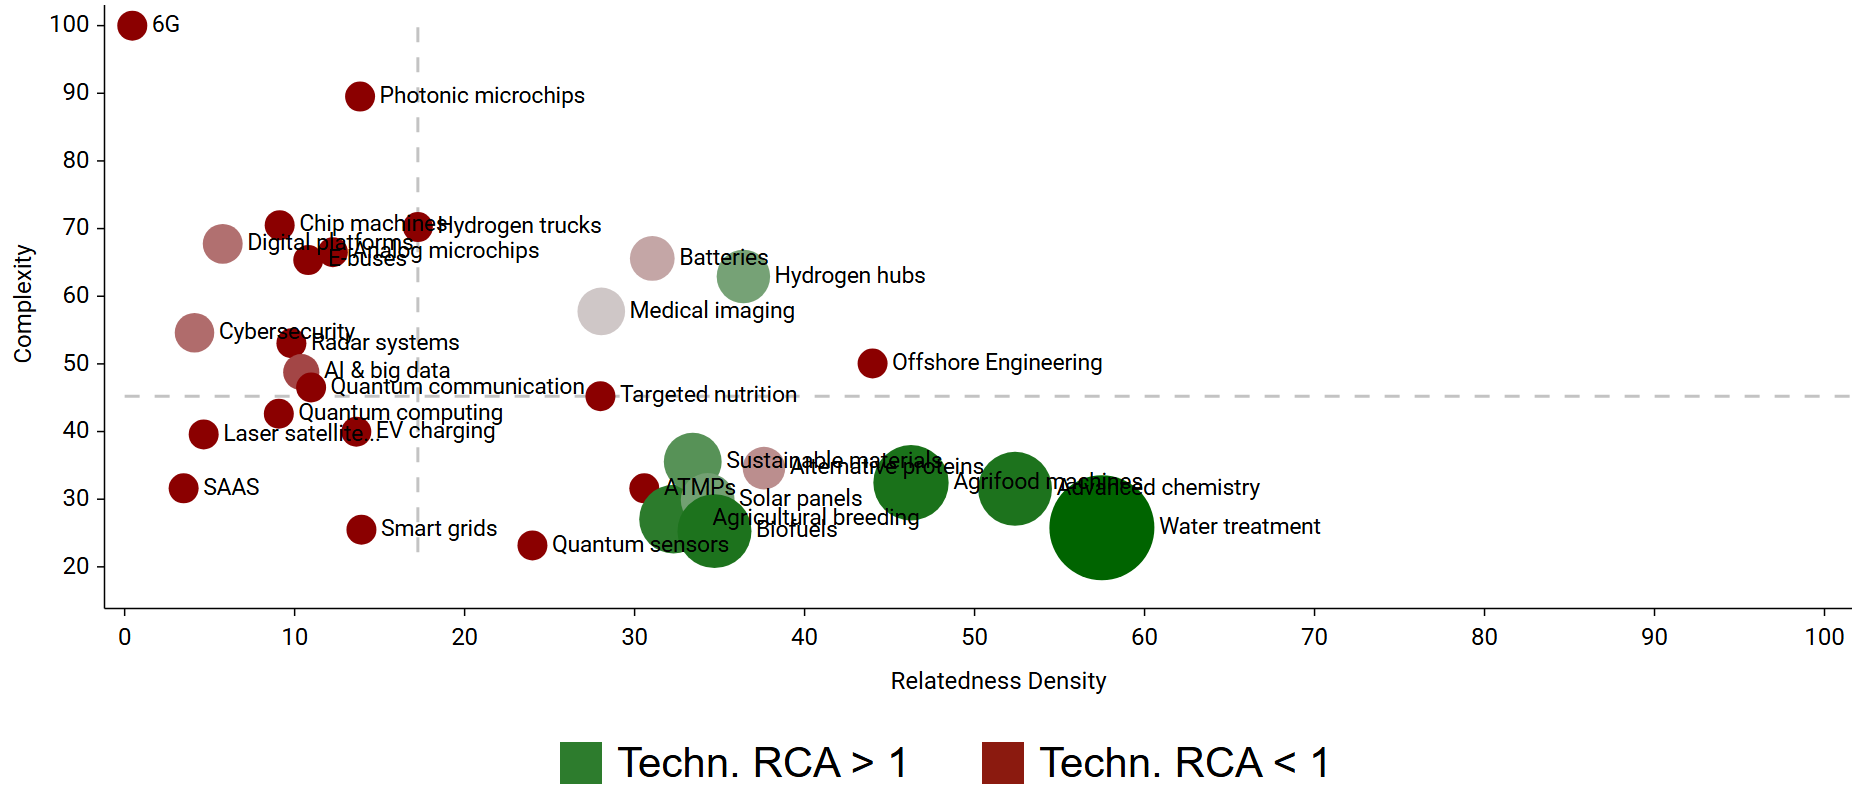 100
6G
90
Photonic microchips
80
70
Chip machines
Hydrogen trucks
Digital platforms
Analog microchips
E-buses
Batteries
Hydrogen hubs
60
Medical imaging
Complexity
Cybersecurity
Radar systems
50
Offshore Engineering
AI & big data
Quantum communication
Targeted nutrition
Quantum computing
40
Laser satellite...
EV charging
Sustainable materials
Alternative proteins
Agrifood machines
SAAS
ATMPs
Advanced chemistry
30
Solar panels
Agricultural breeding
Smart grids
Biofuels
Water treatment
Quantum sensors
20
0 10 20 30 40 50 60 70 80 90 100
Relatedness Density
Techn. RCA > 1 Techn. RCA < 1